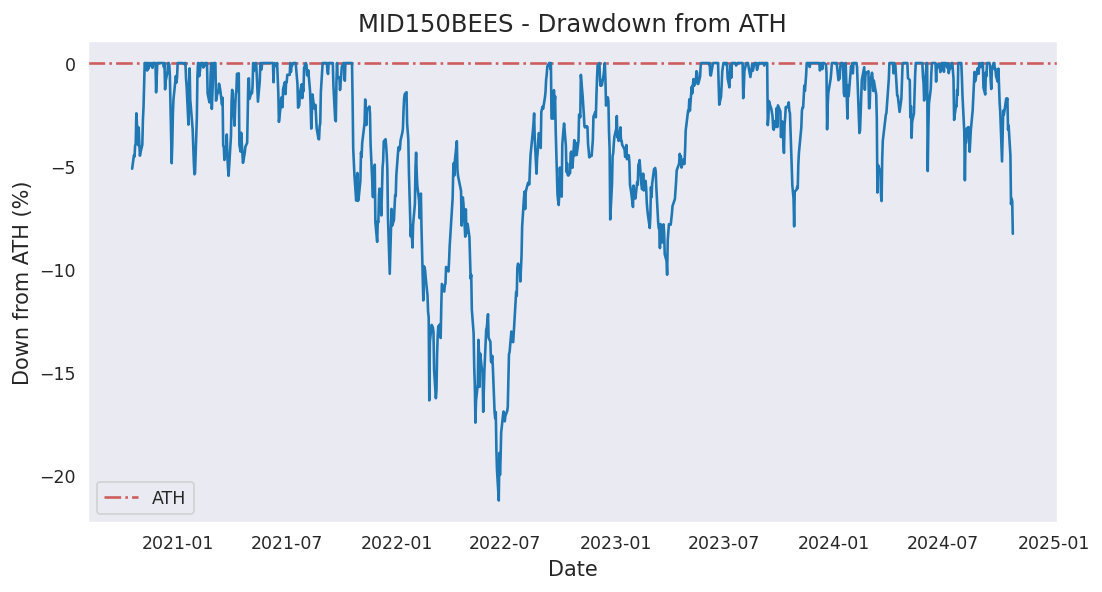 MID150BEES - Drawdown from ATH
Down from ATH (%)
0
−5
−10
−15
−20
ATH
2021-01 2021-07 2022-01 2022-07 2023-01 2023-07 2024-01 2024-07 2025-01
Date